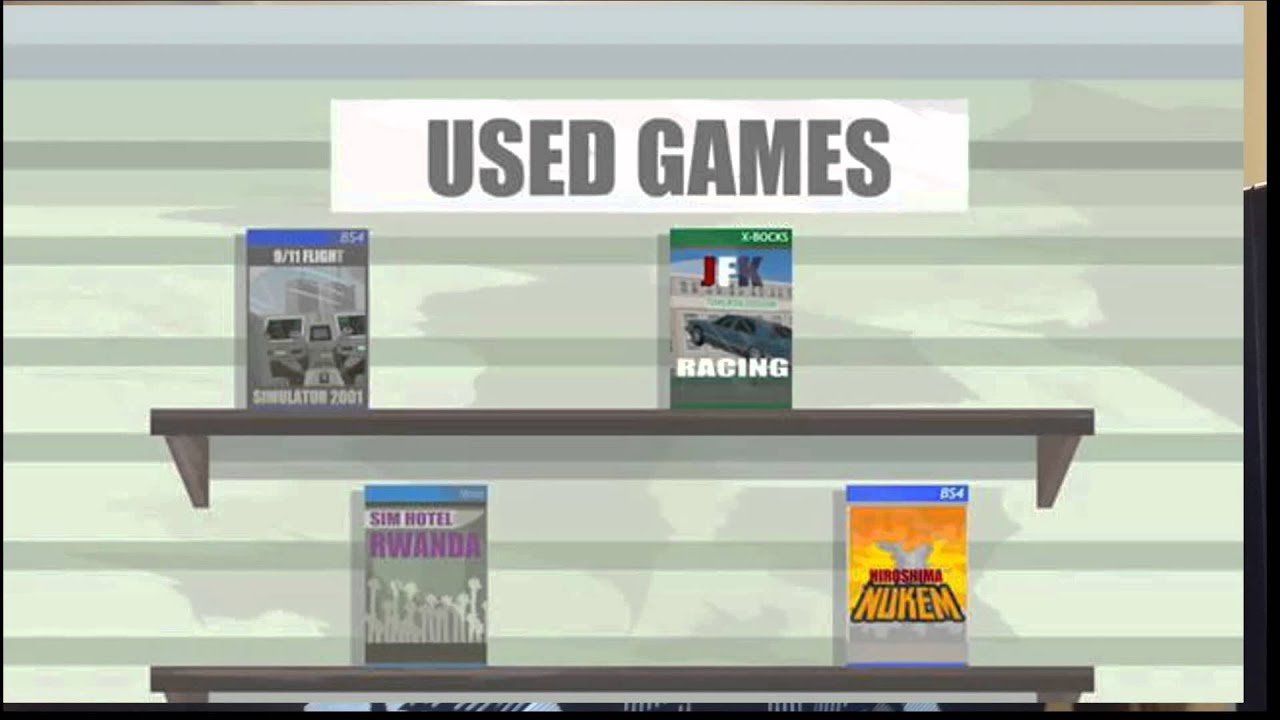 USED GAMES
BS4
9/11 FLIGHT
SIMULATOR 2001
X-BOCKS
JFK
RACING
SIM HOTEL
RWANDA
BS4
HIROSHIMA
NUKEM